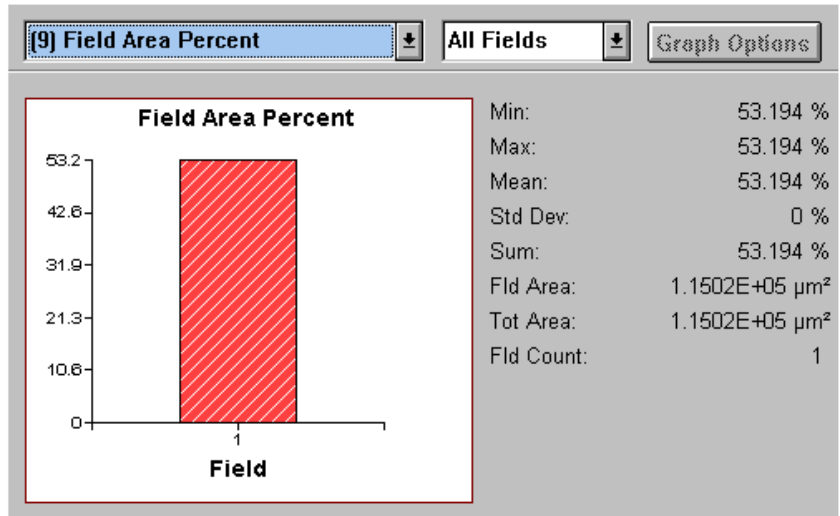 (9) Field Area Percent
All Fields
Graph Options
Field Area Percent
53.2
42.6
31.9
21.3
10.6
0
1
Field
Min: 53.194 %
Max: 53.194 %
Mean: 53.194 %
Std Dev: 0 %
Sum: 53.194 %
Fld Area: 1.1502E+05 µm²
Tot Area: 1.1502E+05 µm²
Fld Count: 1